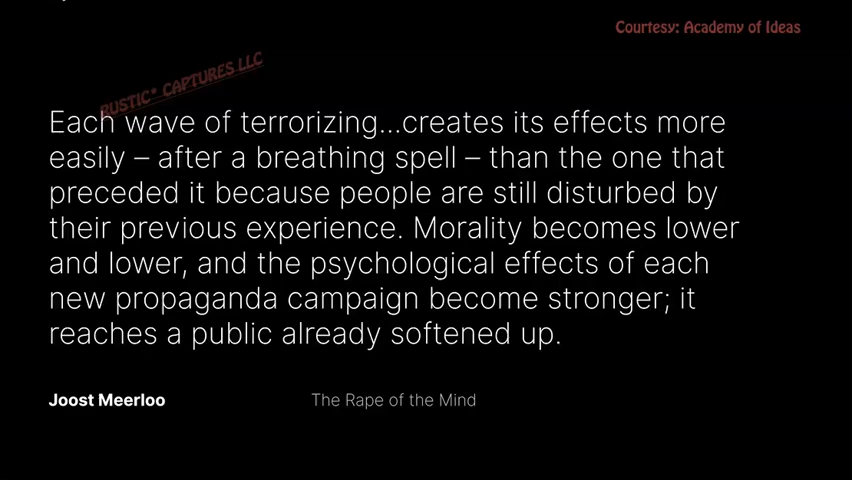 Courtesy: Academy of Ideas
RUSTIC* CAPTURES LLC
Each wave of terrorizing...creates its effects more
easily – after a breathing spell – than the one that
preceded it because people are still disturbed by
their previous experience. Morality becomes lower
and lower, and the psychological effects of each
new propaganda campaign become stronger; it
reaches a public already softened up.
Joost Meerloo The Rape of the Mind